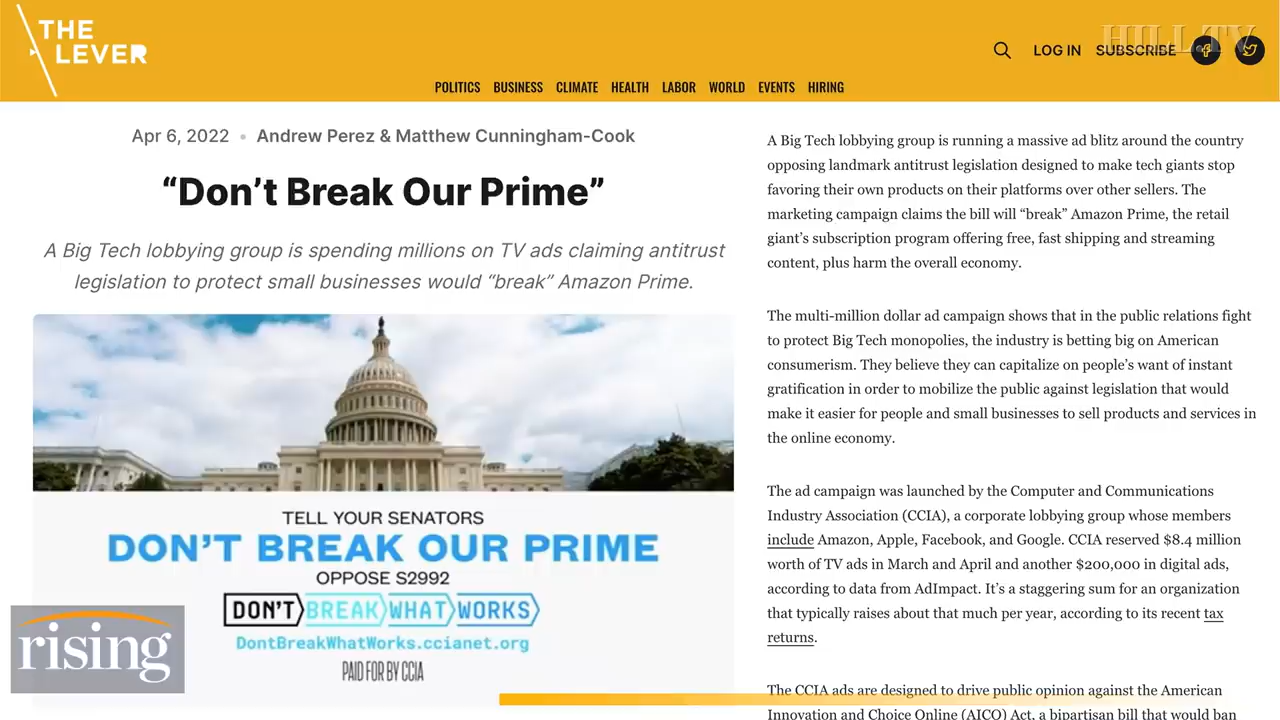 THE
LEVER
HILL.TV
LOG IN SUBSCRIBE
POLITICS BUSINESS CLIMATE HEALTH LABOR WORLD EVENTS HIRING
Apr 6, 2022 • Andrew Perez & Matthew Cunningham-Cook
“Don’t Break Our Prime”
A Big Tech lobbying group is spending millions on TV ads claiming antitrust
legislation to protect small businesses would “break” Amazon Prime.
TELL YOUR SENATORS
DON’T BREAK OUR PRIME
OPPOSE S2992
DON’T BREAK WHAT WORKS
DontBreakWhatWorks.ccianet.org
PAID FOR BY CCIA
rising
A Big Tech lobbying group is running a massive ad blitz around the country
opposing landmark antitrust legislation designed to make tech giants stop
favoring their own products on their platforms over other sellers. The
marketing campaign claims the bill will “break” Amazon Prime, the retail
giant’s subscription program offering free, fast shipping and streaming
content, plus harm the overall economy.
The multi-million dollar ad campaign shows that in the public relations fight
to protect Big Tech monopolies, the industry is betting big on American
consumerism. They believe they can capitalize on people’s want of instant
gratification in order to mobilize the public against legislation that would
make it easier for people and small businesses to sell products and services in
the online economy.
The ad campaign was launched by the Computer and Communications
Industry Association (CCIA), a corporate lobbying group whose members
include Amazon, Apple, Facebook, and Google. CCIA reserved $8.4 million
worth of TV ads in March and April and another $200,000 in digital ads,
according to data from AdImpact. It’s a staggering sum for an organization
that typically raises about that much per year, according to its recent tax
returns.
The CCIA ads are designed to drive public opinion against the American
Innovation and Choice Online (AICO) Act, a bipartisan bill that would ban